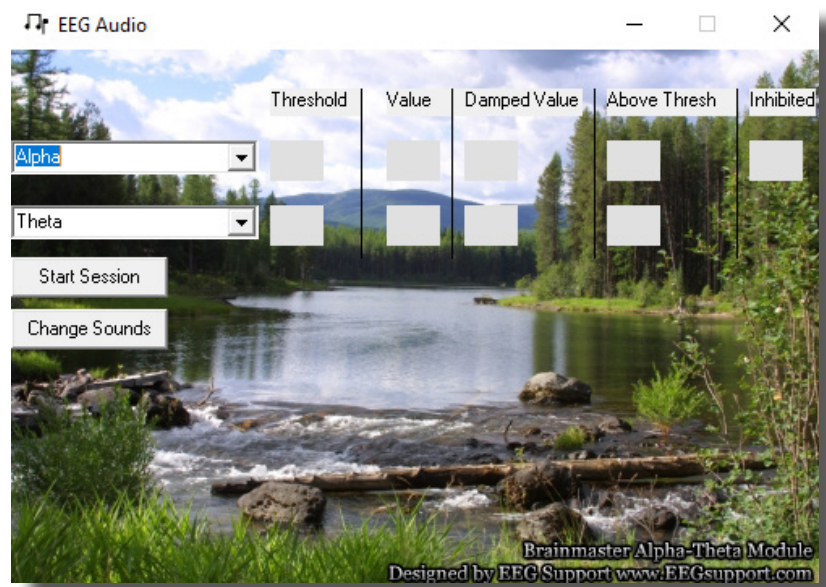 EEG Audio
Threshold Value Damped Value Above Thresh Inhibited
Alpha
Theta
Start Session
Change Sounds
Brainmaster Alpha-Theta Module
Designed by EEG Support www.EEGsupport.com